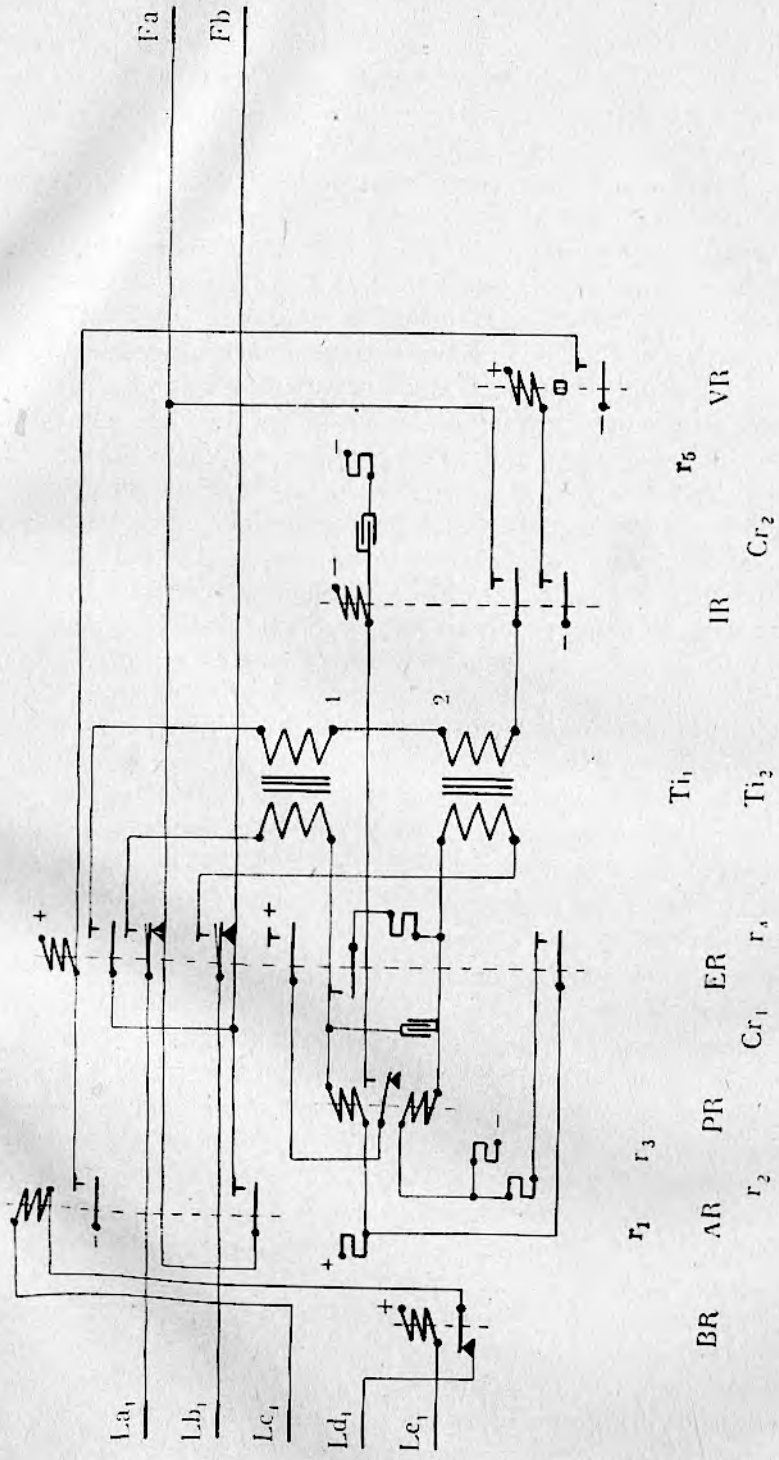 Fa
Fb
La₁
Lb₁
Lc₁
Ld₁
Le₁
+
+
-
-
-
+
1
2
+
-
+
-
-
+
-
BR
AR
PR
ER
IR
VR
r₁
r₂
r₃
Cr₁
Ti₁
Ti₂
Cr₂
r₅